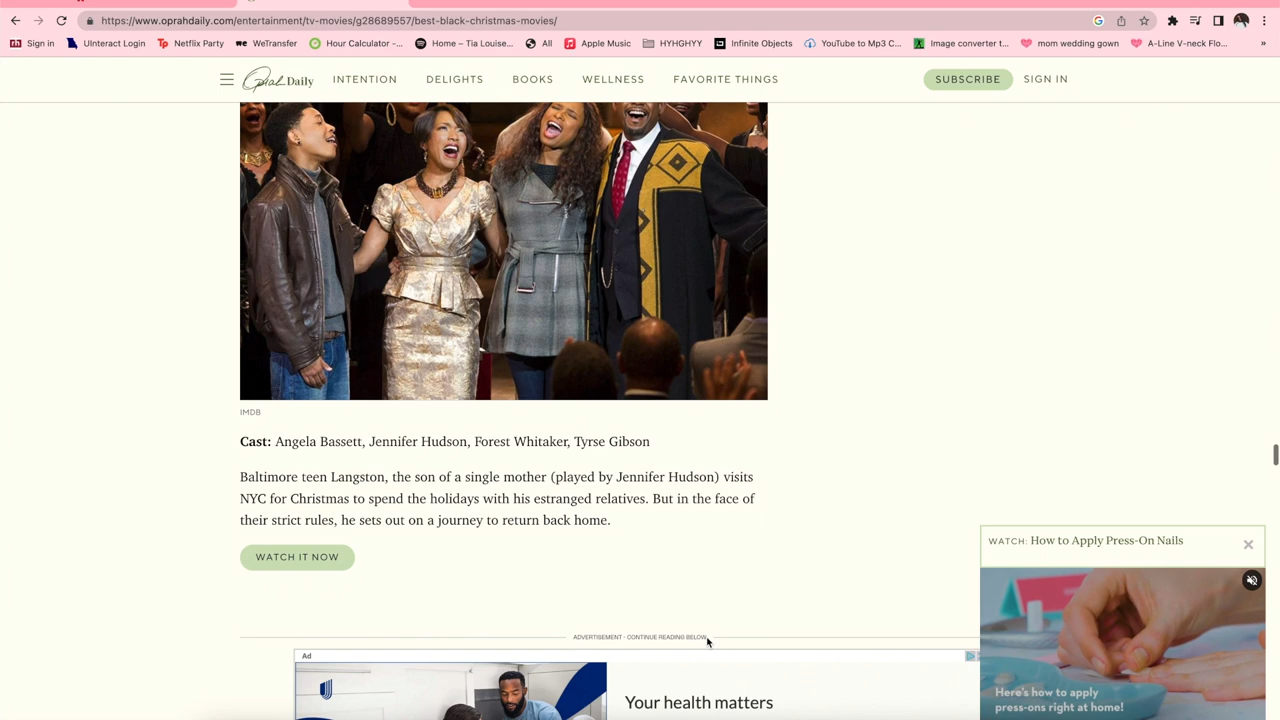 https://www.oprahdaily.com/entertainment/tv-movies/g28689557/best-black-christmas-movies/
Sign in
UInteract Login
Netflix Party
WeTransfer
Hour Calculator -...
Home – Tia Louise...
All
Apple Music
HYHGHYY
Infinite Objects
YouTube to Mp3 C...
Image converter t...
mom wedding gown
A-Line V-neck Flo...
»
Oprah Daily
INTENTION
DELIGHTS
BOOKS
WELLNESS
FAVORITE THINGS
SUBSCRIBE
SIGN IN
IMDB
Cast: Angela Bassett, Jennifer Hudson, Forest Whitaker, Tyrse Gibson
Baltimore teen Langston, the son of a single mother (played by Jennifer Hudson) visits
NYC for Christmas to spend the holidays with his estranged relatives. But in the face of
their strict rules, he sets out on a journey to return back home.
WATCH IT NOW
WATCH: How to Apply Press-On Nails
Here's how to apply
press-ons right at home!
ADVERTISEMENT - CONTINUE READING BELOW
Ad
Your health matters